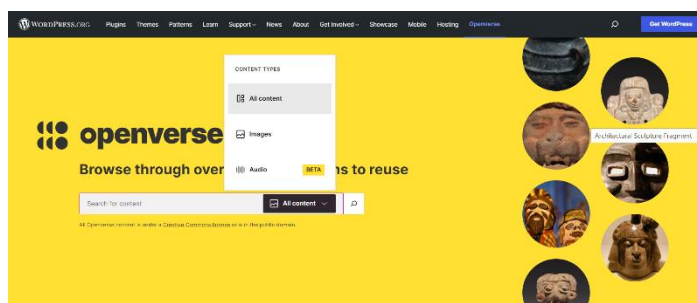 WORDPRESS.ORG Plugins Themes Patterns Learn Support News About Get Involved Showcase Mobile Hosting Openverse Get WordPress
CONTENT TYPES
All content
Images
Audio BETA
openverse
Browse through over ns to reuse
Search for content All content
All Openverse content is under a Creative Commons license or is in the public domain.
Architectural Sculpture Fragment